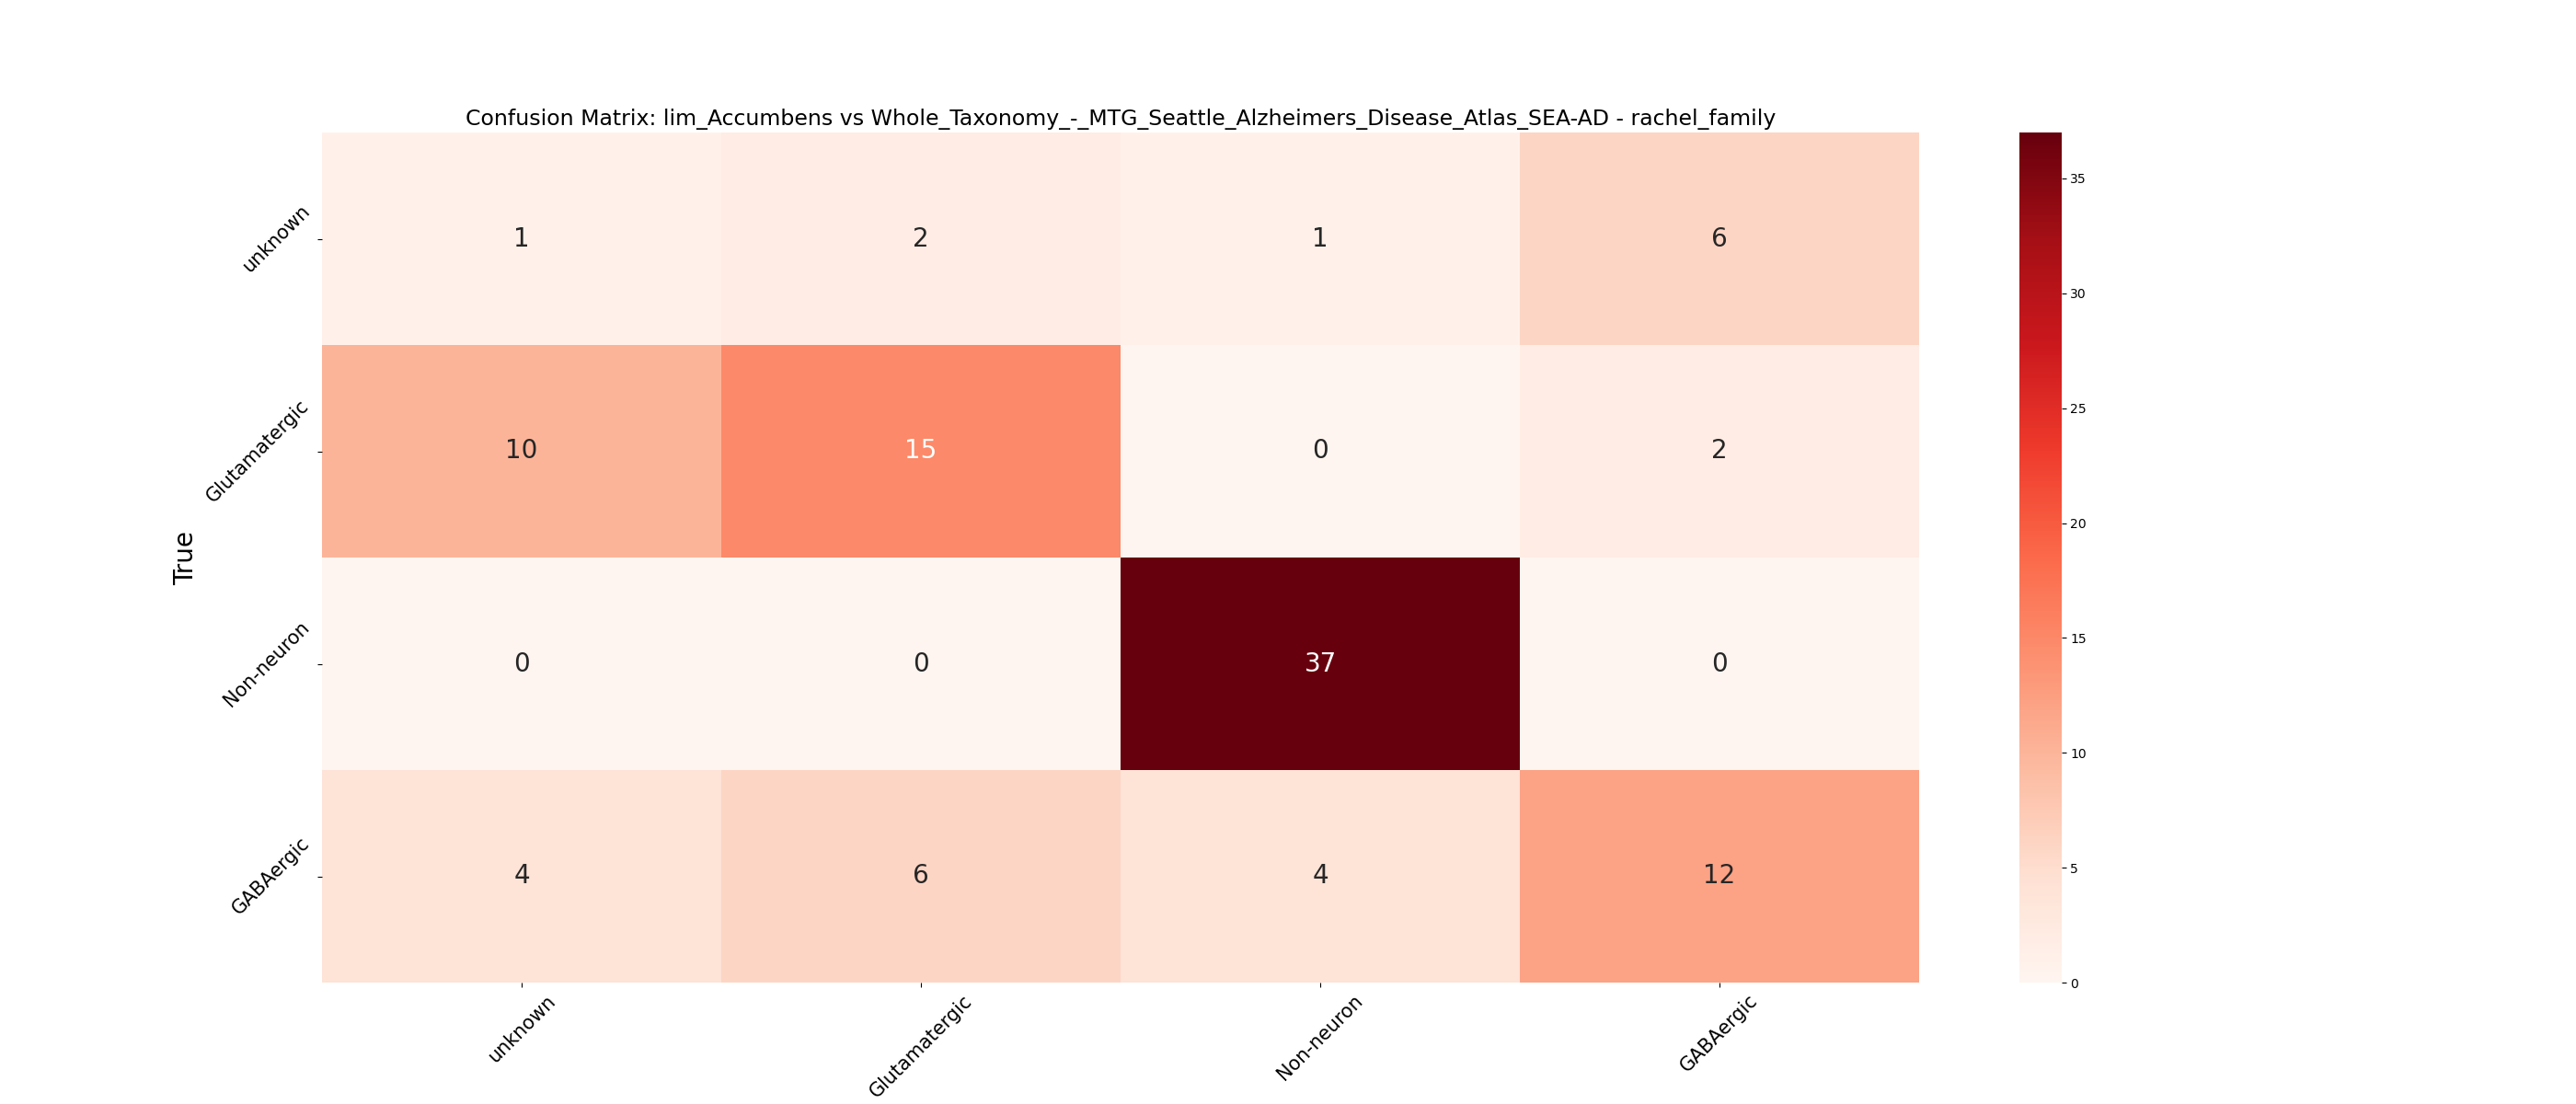 Confusion Matrix: lim_Accumbens vs Whole_Taxonomy_-_MTG_Seattle_Alzheimers_Disease_Atlas_SEA-AD - rachel_family
unknown
1 2 1 6
Glutamatergic
10 15 0 2
Non-neuron
0 0 37 0
GABAergic
4 6 4 12
True
unknown Glutamatergic Non-neuron GABAergic
35
30
25
20
15
10
5
0